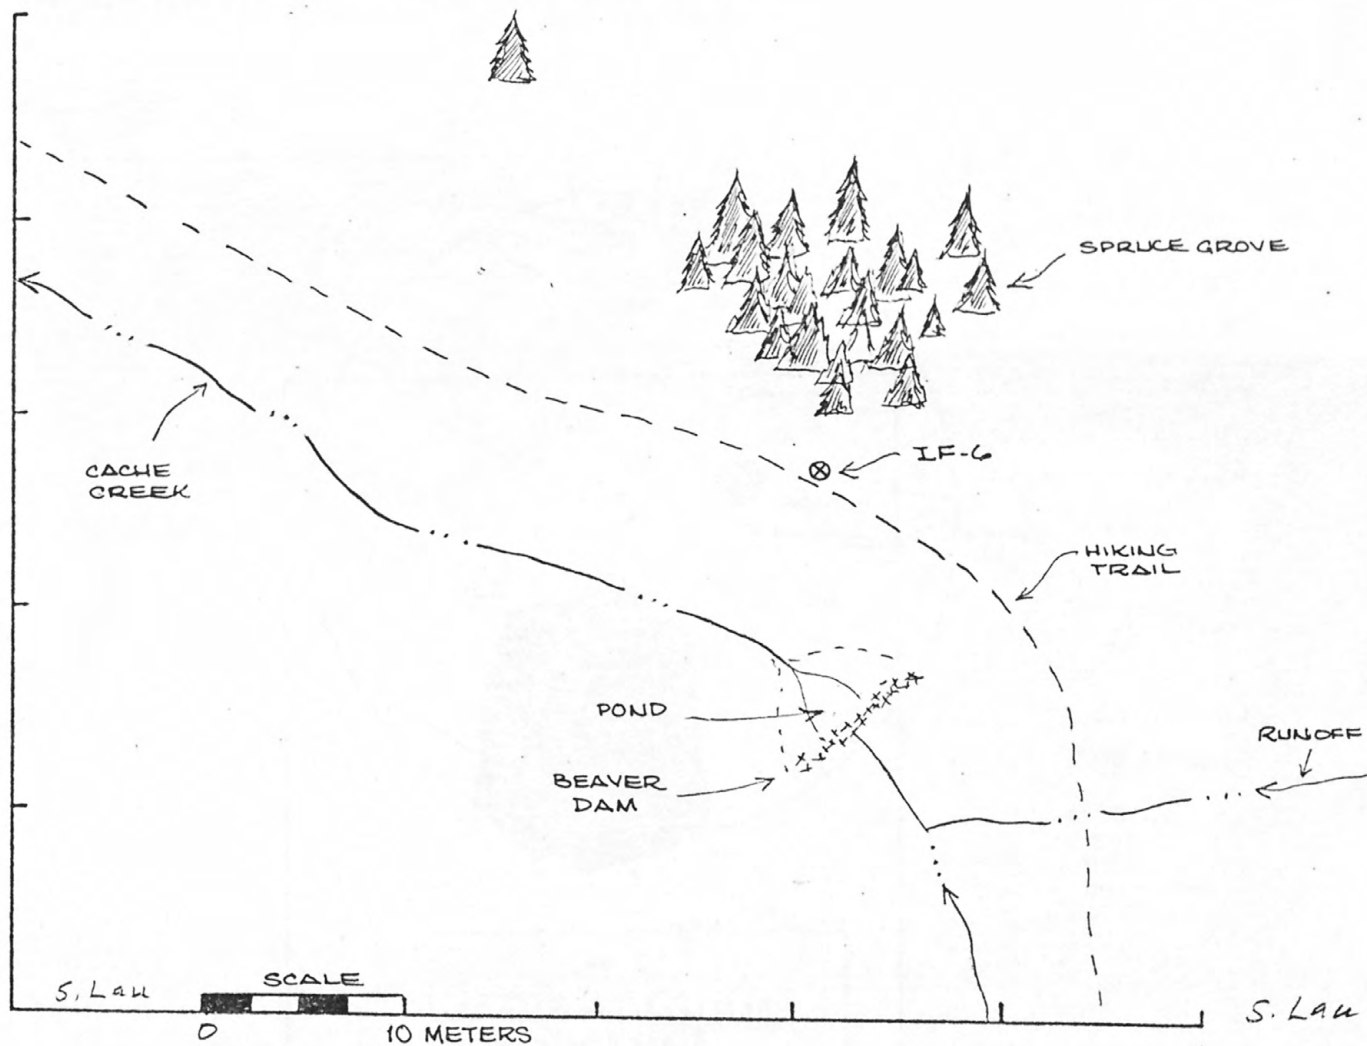 SPRUCE GROVE
IF-6
CACHE
CREEK
HIKING
TRAIL
POND
RUNOFF
BEAVER
DAM
SCALE
S. Lau
S. Lau
0 10 METERS